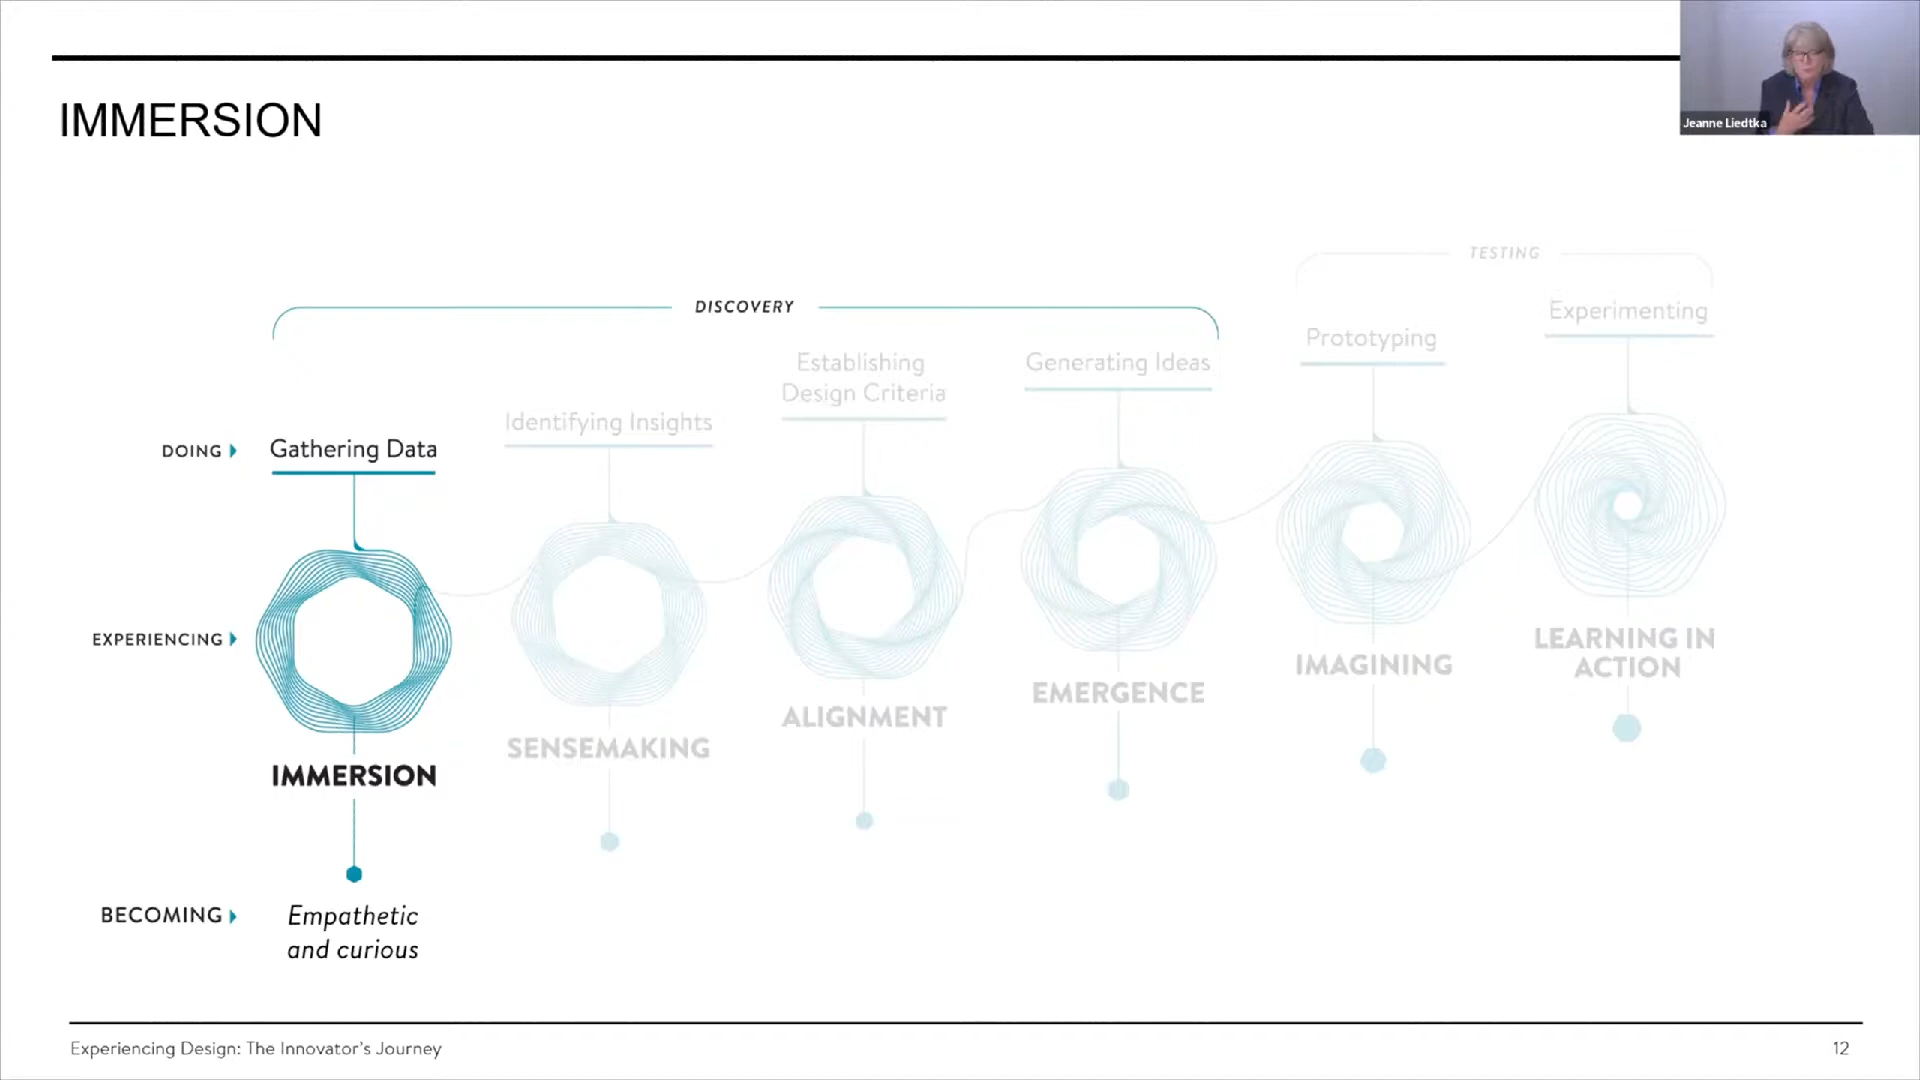 Jeanne Liedtka
IMMERSION
TESTING
DISCOVERY
Experimenting
Prototyping
Establishing
Design Criteria
Generating Ideas
Identifying Insights
DOING
Gathering Data
EXPERIENCING
LEARNING IN
ACTION
IMAGINING
EMERGENCE
ALIGNMENT
SENSEMAKING
IMMERSION
BECOMING
Empathetic
and curious
Experiencing Design: The Innovator's Journey
12